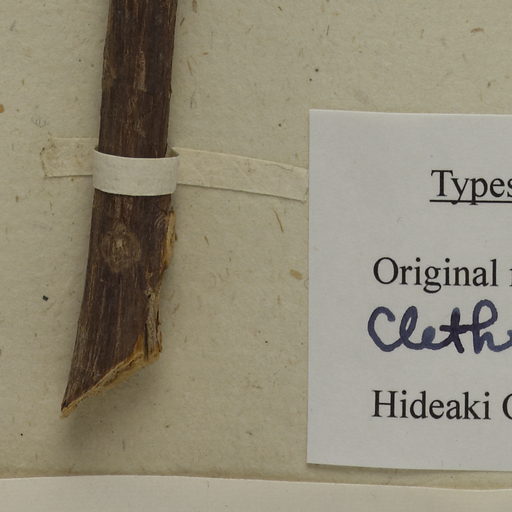 Types
Original
Cleth
Hideaki